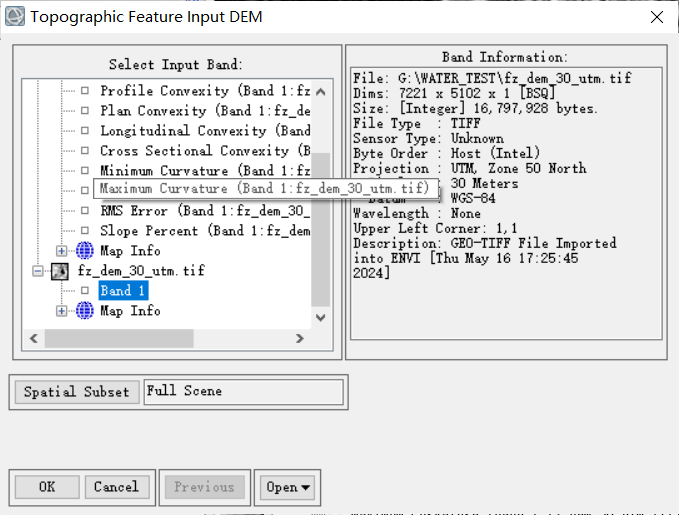 Topographic Feature Input DEM
Select Input Band:
Profile Convexity (Band 1:fz
Plan Convexity (Band 1:fz_de
Longitudinal Convexity (Band
Cross Sectional Convexity (B
Minimum Curvature (Band 1:fz
Maximum Curvature (Band 1:fz_dem_30_utm.tif)
RMS Error (Band 1:fz_dem_30_
Slope Percent (Band 1:fz_dem
Map Info
fz_dem_30_utm.tif
Band 1
Map Info
Band Information:
File: G:\WATER_TEST\fz_dem_30_utm.tif
Dims: 7221 x 5102 x 1 [BSQ]
Size: [Integer] 16,797,928 bytes.
File Type : TIFF
Sensor Type: Unknown
Byte Order : Host (Intel)
Projection : UTM, Zone 50 North
30 Meters
Datum : WGS-84
Wavelength : None
Upper Left Corner: 1,1
Description: GEO-TIFF File Imported
into ENVI [Thu May 16 17:25:45
2024]
Spatial Subset
Full Scene
OK
Cancel
Previous
Open